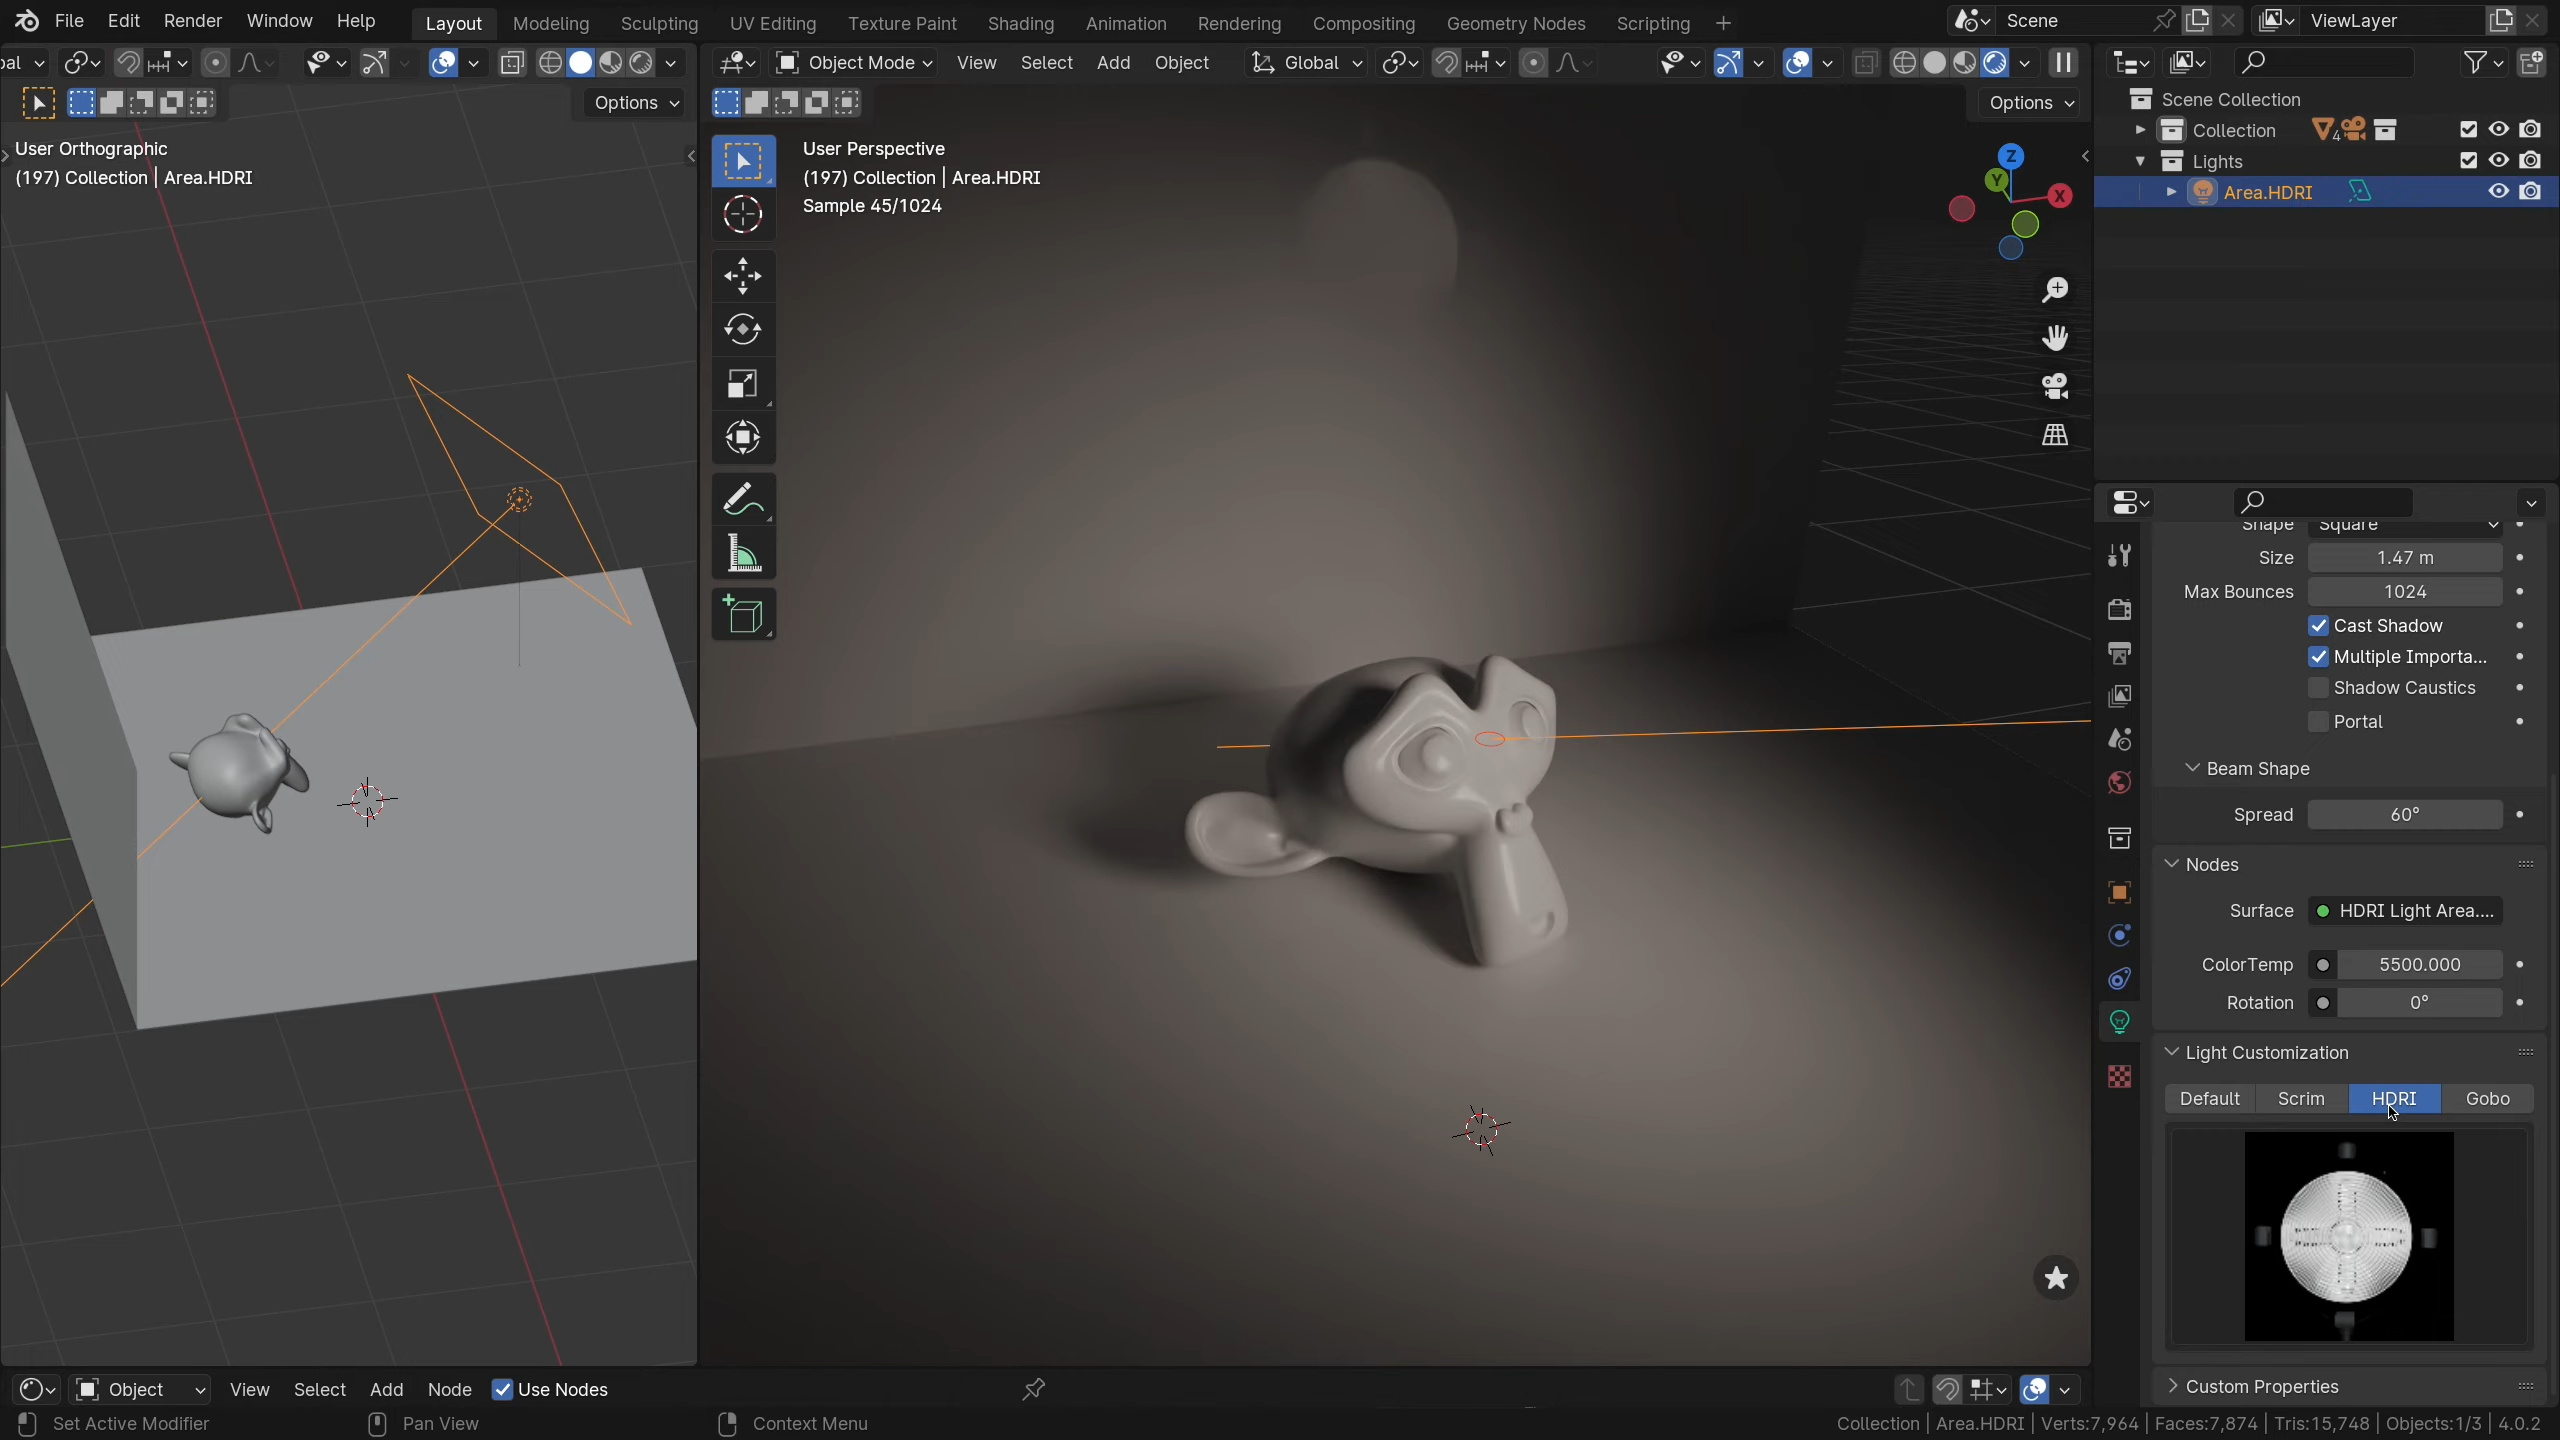 File Edit Render Window Help Layout Modeling Sculpting UV Editing Texture Paint Shading Animation Rendering Compositing Geometry Nodes Scripting + Scene ViewLayer
bal Object Mode View Select Add Object Global
Options Options
User Orthographic
(197) Collection | Area.HDRI
User Perspective
(197) Collection | Area.HDRI
Sample 45/1024
Z
Y
X
Scene Collection
Collection 4
Lights
Area.HDRI
Shape Square
Size 1.47 m
Max Bounces 1024
Cast Shadow
Multiple Importa...
Shadow Caustics
Portal
Beam Shape
Spread 60°
Nodes
Surface HDRI Light Area....
ColorTemp 5500.000
Rotation 0°
Light Customization
Default Scrim HDRI Gobo
Custom Properties
Object View Select Add Node Use Nodes
Set Active Modifier Pan View Context Menu Collection | Area.HDRI | Verts:7,964 | Faces:7,874 | Tris:15,748 | Objects:1/3 | 4.0.2